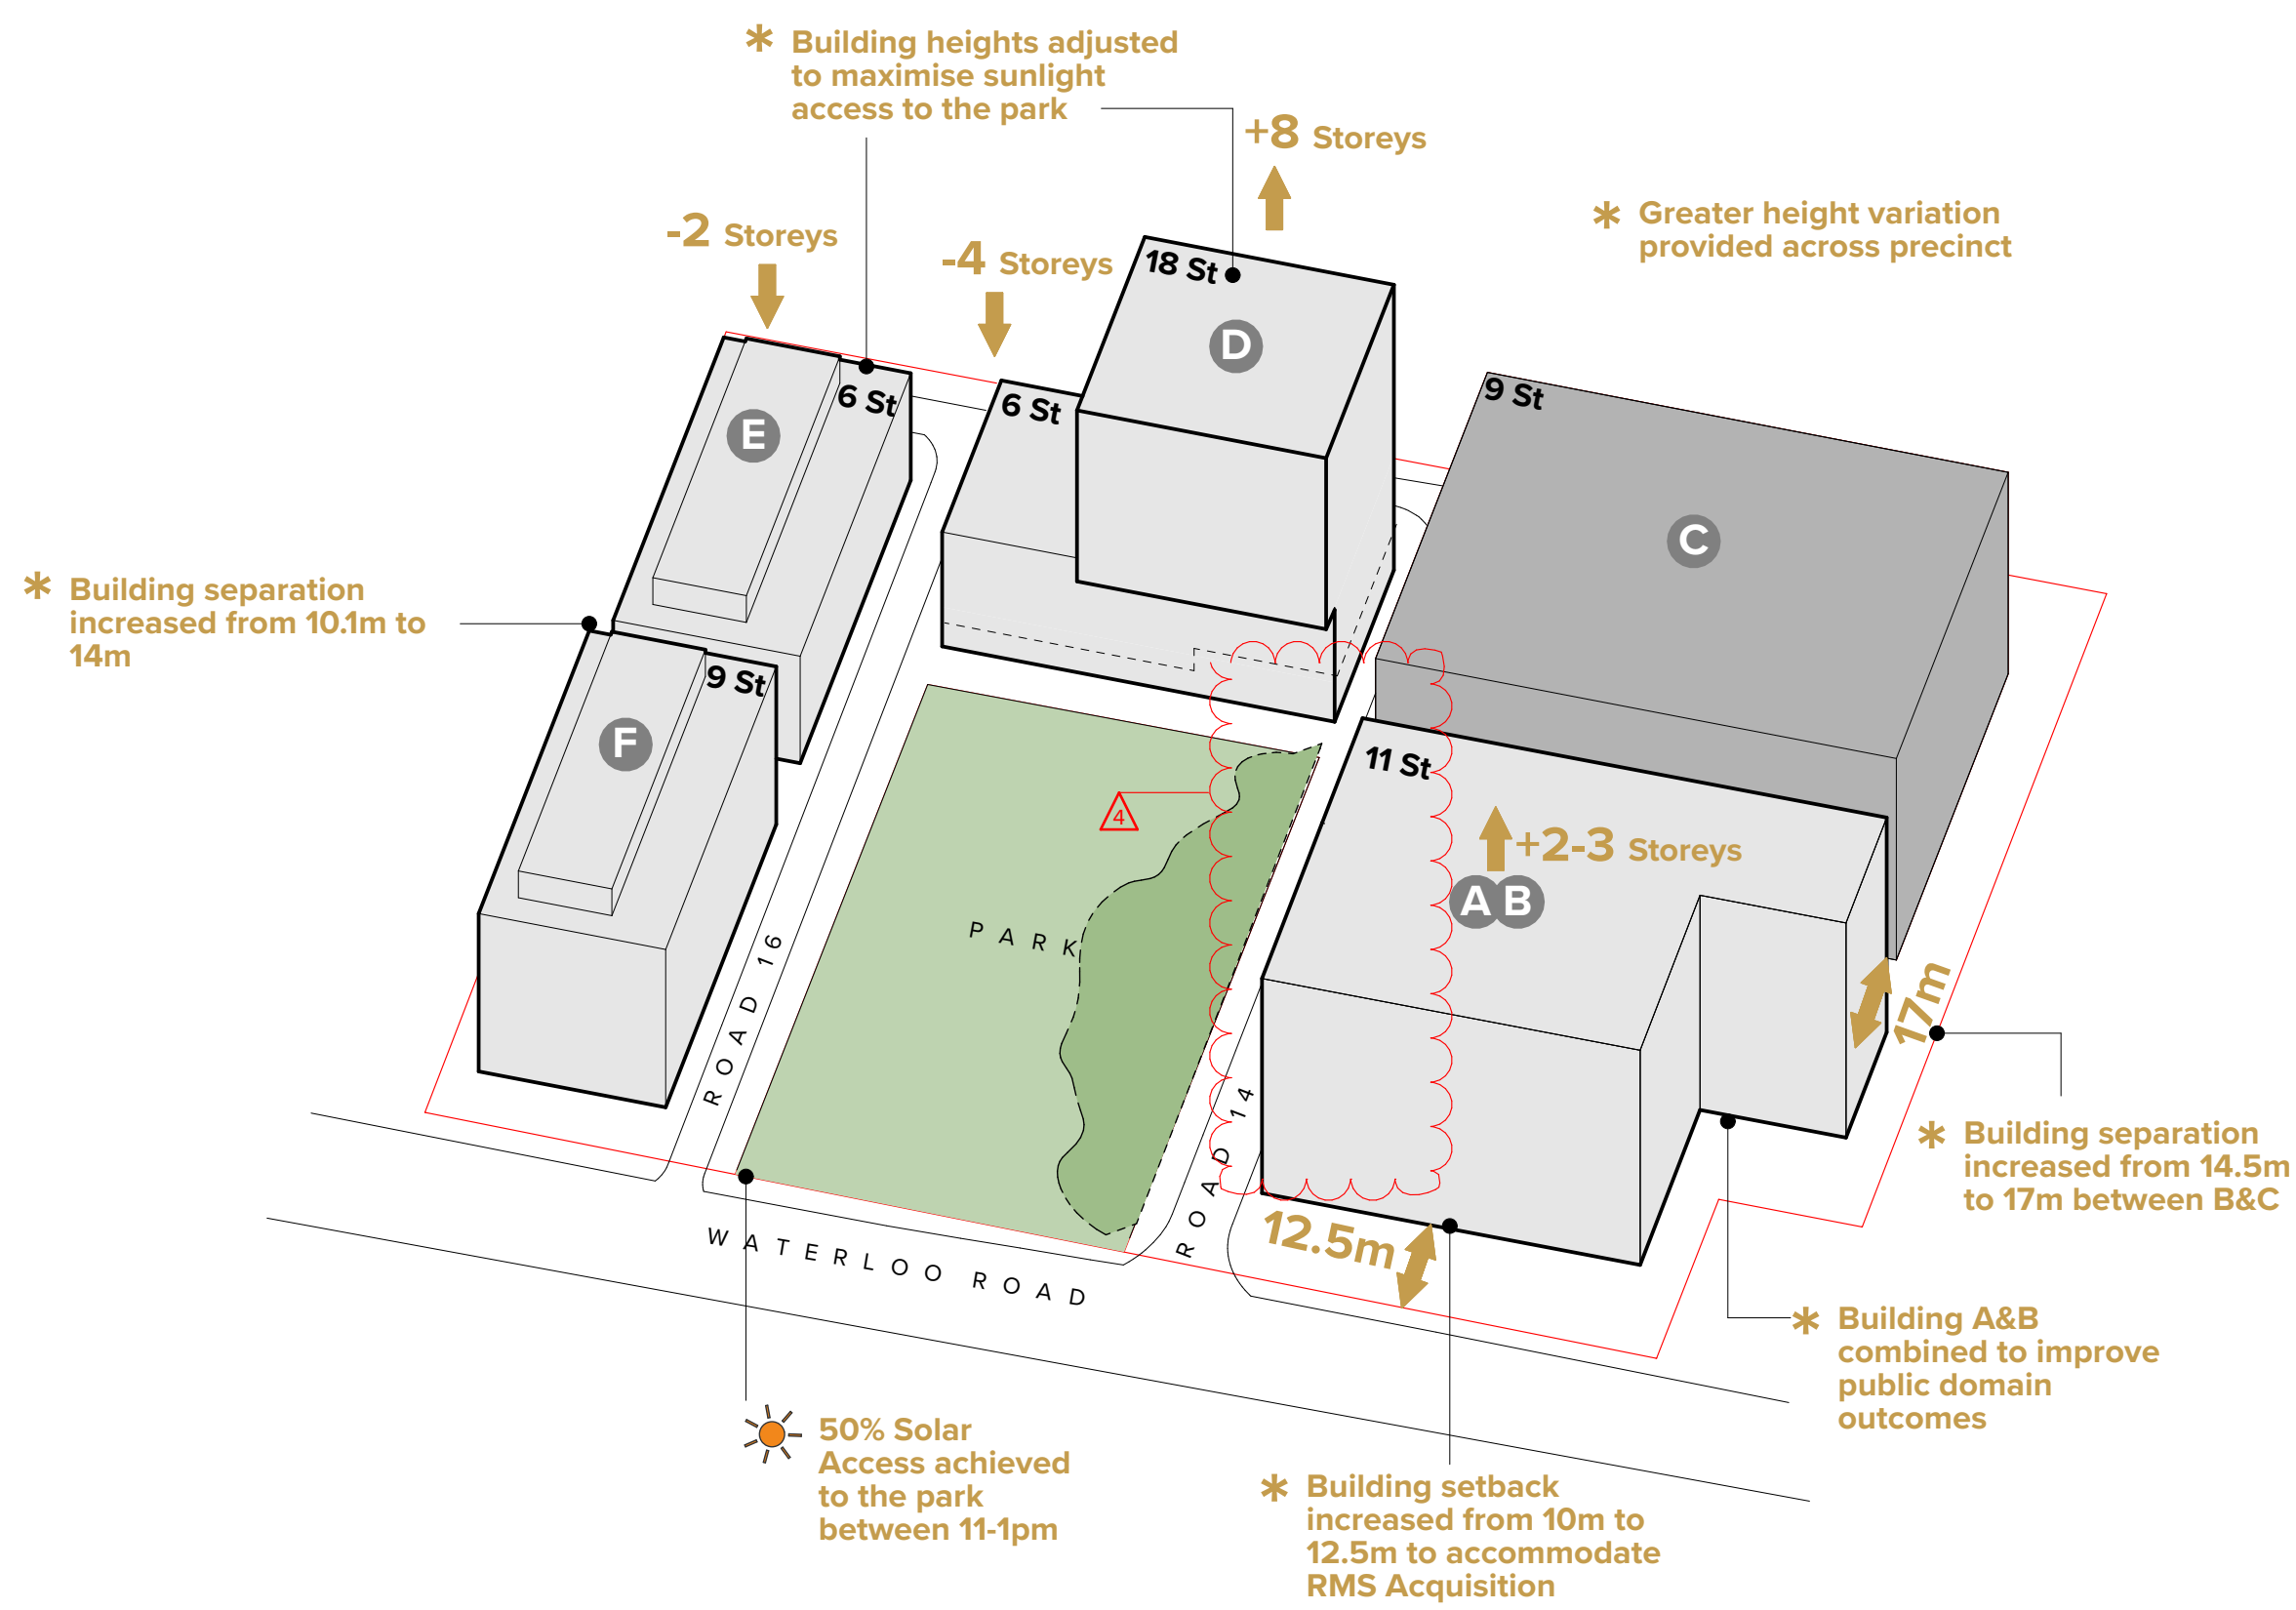 * Building heights adjusted
to maximise sunlight
access to the park
+8 Storeys
* Greater height variation
provided across precinct
-2 Storeys
-4 Storeys
18 St
D
6 St
6 St
9 St
E
C
* Building separation
increased from 10.1m to
14m
9 St
F
11 St
4
+2-3 Storeys
A B
PARK
ROAD 16
17m
ROAD 14
* Building separation
increased from 14.5m
to 17m between B&C
12.5m
WATERLOO ROAD
* Building A&B
combined to improve
public domain
outcomes
50% Solar
Access achieved
to the park
between 11-1pm
* Building setback
increased from 10m to
12.5m to accommodate
RMS Acquisition